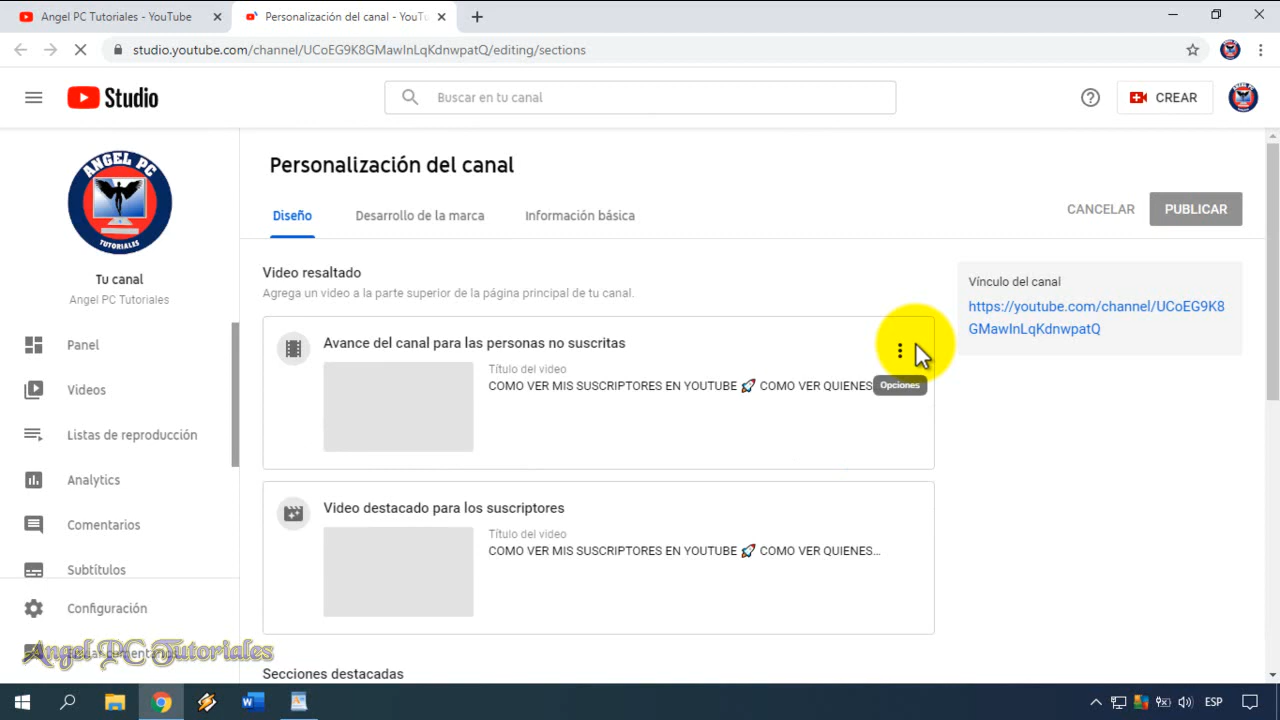 Angel PC Tutoriales - YouTube
Personalización del canal - YouTu
studio.youtube.com/channel/UCoEG9K8GMawInLqKdnwpatQ/editing/sections
Studio
Buscar en tu canal
CREAR
ANGEL PC
TUTORIALES
Tu canal
Angel PC Tutoriales
Panel
Videos
Listas de reproducción
Analytics
Comentarios
Subtítulos
Configuración
Angel PC Tutoriales
Personalización del canal
Diseño
Desarrollo de la marca
Información básica
CANCELAR
PUBLICAR
Video resaltado
Agrega un video a la parte superior de la página principal de tu canal.
Avance del canal para las personas no suscritas
Título del video
COMO VER MIS SUSCRIPTORES EN YOUTUBE 🚀 COMO VER QUIENES
Opciones
Video destacado para los suscriptores
Título del video
COMO VER MIS SUSCRIPTORES EN YOUTUBE 🚀 COMO VER QUIENES...
Secciones destacadas
Vínculo del canal
https://youtube.com/channel/UCoEG9K8
GMawInLqKdnwpatQ
ESP